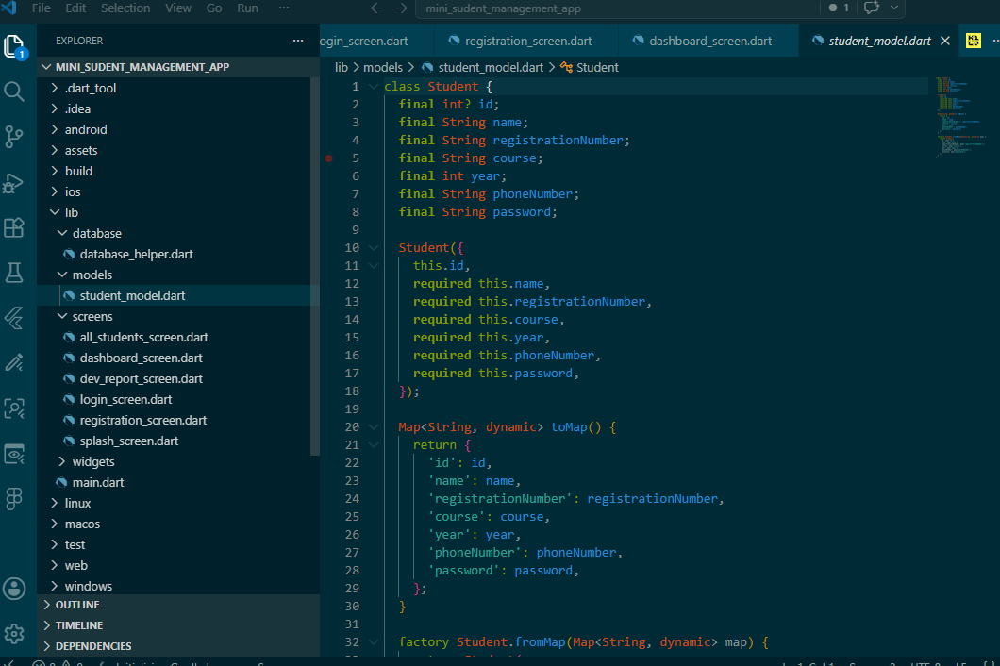 File Edit Selection View Go Run ··· mini_sudent_management_app 1
EXPLORER ···
ogin_screen.dart registration_screen.dart dashboard_screen.dart student_model.dart
MINI_SUDENT_MANAGEMENT_APP
lib > models > student_model.dart > Student
1
.dart_tool
.idea
android
assets
build
ios
lib
database
database_helper.dart
models
student_model.dart
screens
all_students_screen.dart
dashboard_screen.dart
dev_report_screen.dart
login_screen.dart
registration_screen.dart
splash_screen.dart
widgets
main.dart
linux
macos
test
web
windows
OUTLINE
TIMELINE
DEPENDENCIES
1 class Student {
2 final int? id;
3 final String name;
4 final String registrationNumber;
5 final String course;
6 final int year;
7 final String phoneNumber;
8 final String password;
9
10 Student({
11 this.id,
12 required this.name,
13 required this.registrationNumber,
14 required this.course,
15 required this.year,
16 required this.phoneNumber,
17 required this.password,
18 });
19
20 Map<String, dynamic> toMap() {
21 return {
22 'id': id,
23 'name': name,
24 'registrationNumber': registrationNumber,
25 'course': course,
26 'year': year,
27 'phoneNumber': phoneNumber,
28 'password': password,
29 };
30 }
31
32 factory Student.fromMap(Map<String, dynamic> map) {